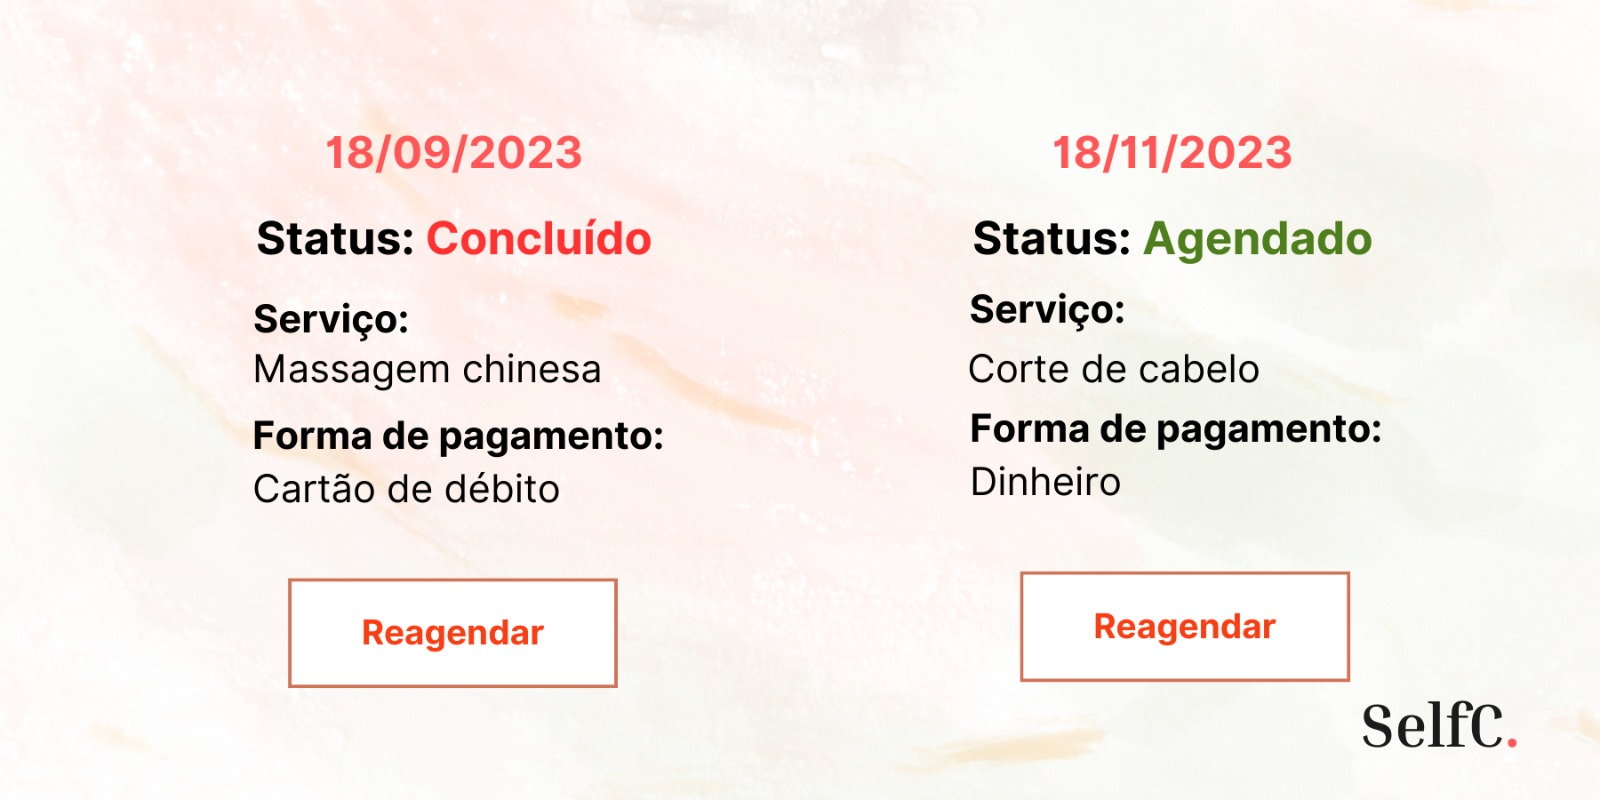 18/09/2023
Status: Concluído
Serviço:
Massagem chinesa
Forma de pagamento:
Cartão de débito
Reagendar
18/11/2023
Status: Agendado
Serviço:
Corte de cabelo
Forma de pagamento:
Dinheiro
Reagendar
SelfC.